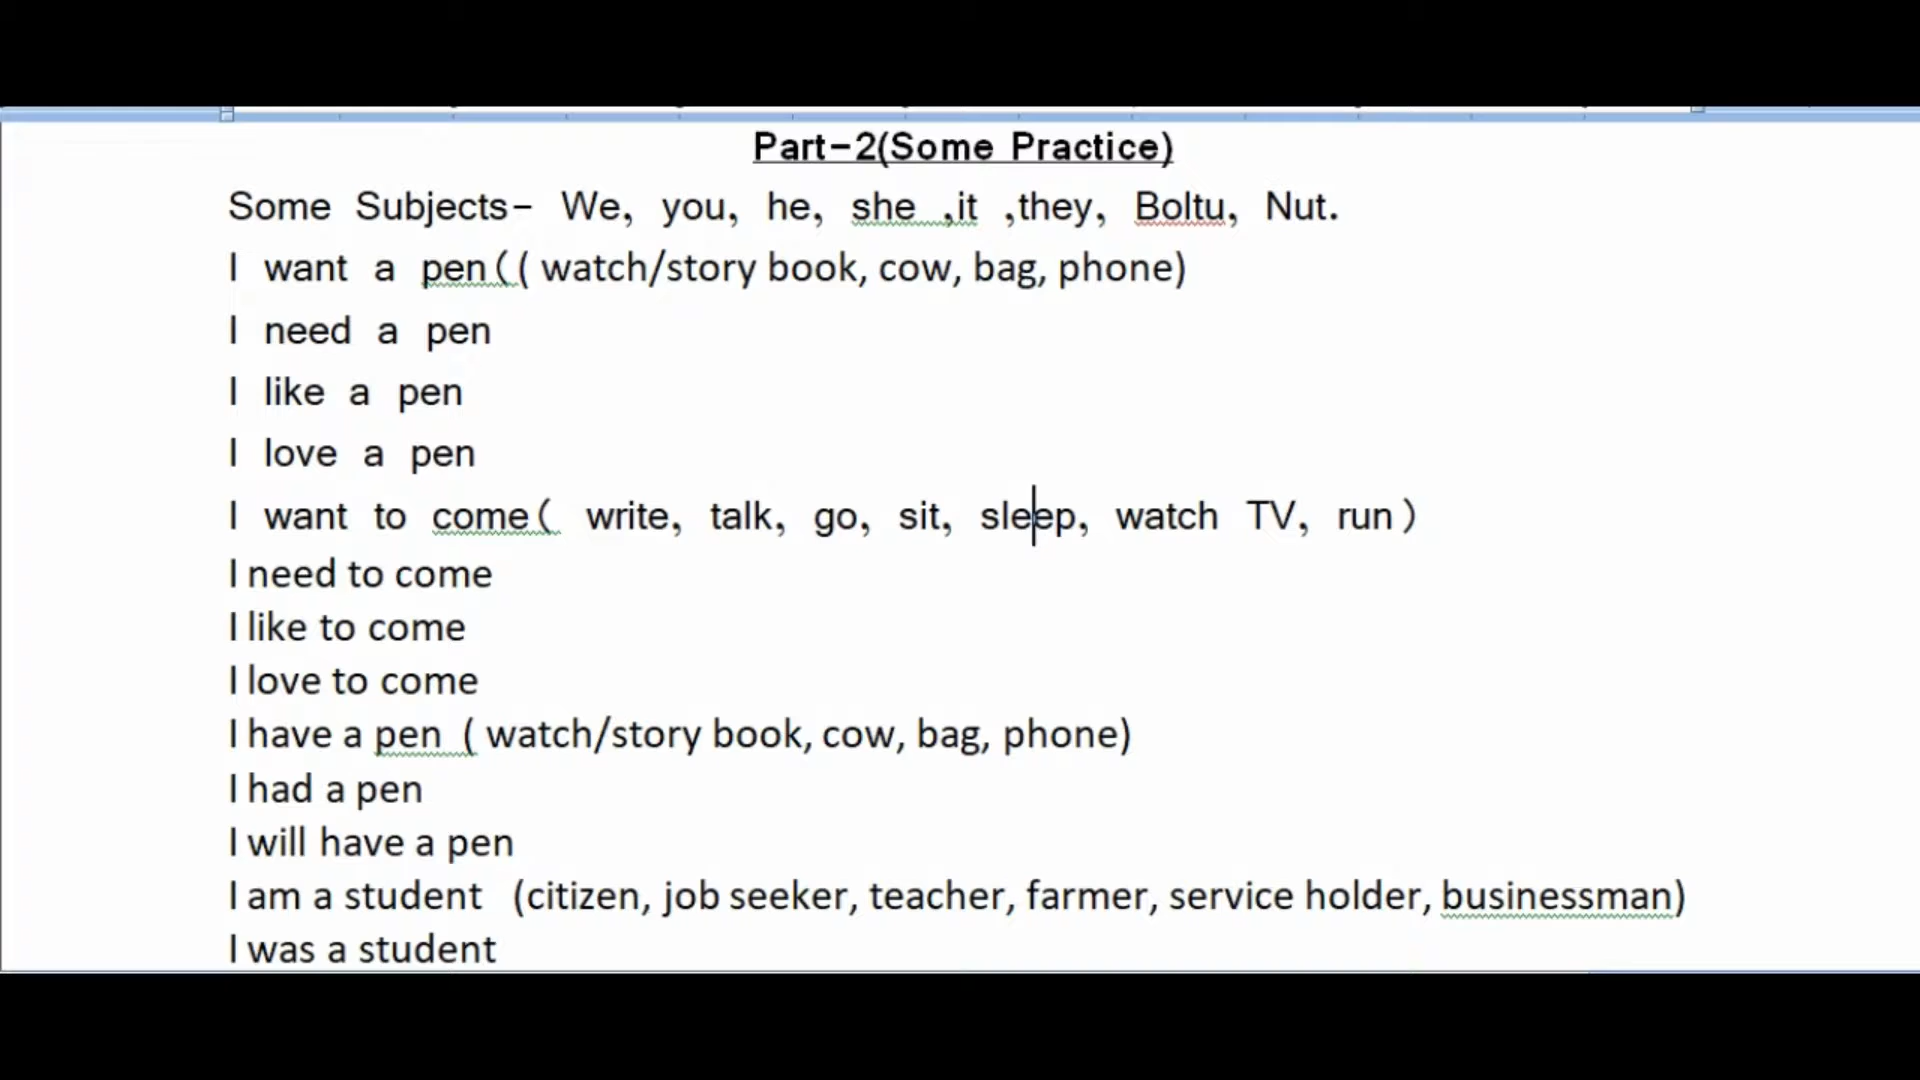 Part-2(Some Practice)
Some Subjects- We, you, he, she ,it ,they, Boltu, Nut.
I want a pen (( watch/story book, cow, bag, phone)
I need a pen
I like a pen
I love a pen
I want to come ( write, talk, go, sit, sleep, watch TV, run )
I need to come
I like to come
I love to come
I have a pen ( watch/story book, cow, bag, phone)
I had a pen
I will have a pen
I am a student (citizen, job seeker, teacher, farmer, service holder, businessman)
I was a student